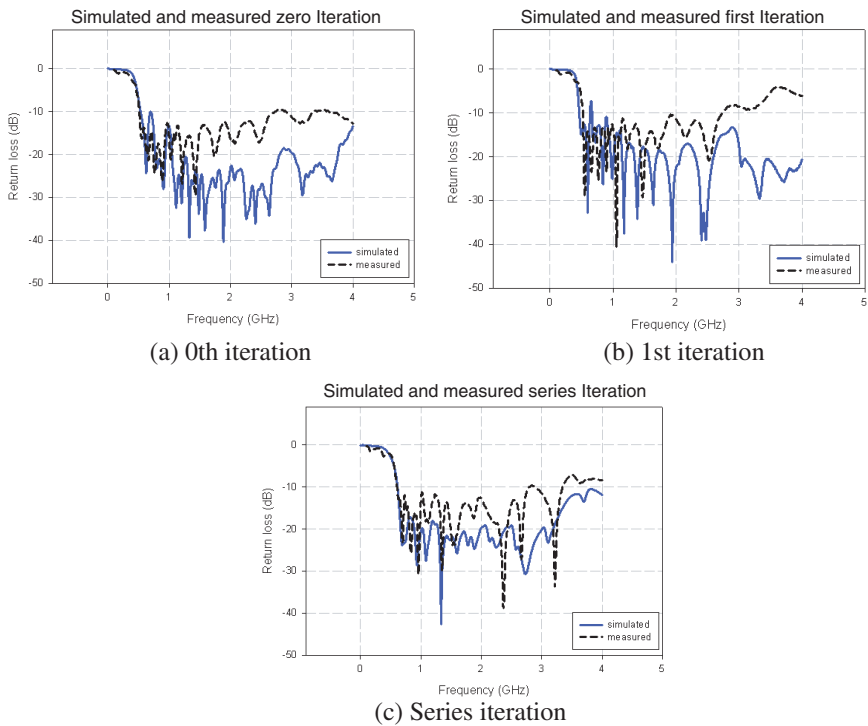 Simulated and measured zero Iteration
0
-10
-20
-30
-40
-50
Return loss (dB)
simulated
measured
0 1 2 3 4 5
Frequency (GHz)
(a) 0th iteration
Simulated and measured first Iteration
0
-10
-20
-30
-40
-50
Return loss (dB)
simulated
measured
0 1 2 3 4 5
Frequency (GHz)
(b) 1st iteration
Simulated and measured series Iteration
0
-10
-20
-30
-40
-50
Return loss (dB)
simulated
measured
0 1 2 3 4 5
Frequency (GHz)
(c) Series iteration